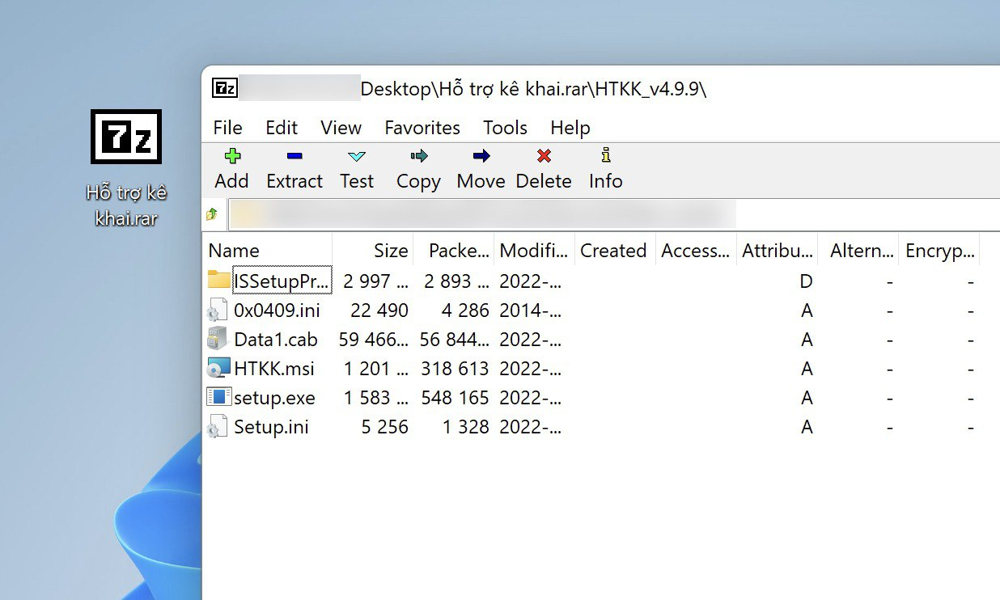 7z Desktop\Hỗ trợ kê khai.rar\HTKK_v4.9.9\
File Edit View Favorites Tools Help
7z
Add Extract Test Copy Move Delete Info
Hỗ trợ kê
khai.rar
Name Size Packe... Modifi... Created Access... Attribu... Altern... Encryp...
ISSetupPr... 2 997 ... 2 893 ... 2022-... D - -
0x0409.ini 22 490 4 286 2014-... A - -
Data1.cab 59 466... 56 844... 2022-... A - -
HTKK.msi 1 201 ... 318 613 2022-... A - -
setup.exe 1 583 ... 548 165 2022-... A - -
Setup.ini 5 256 1 328 2022-... A - -